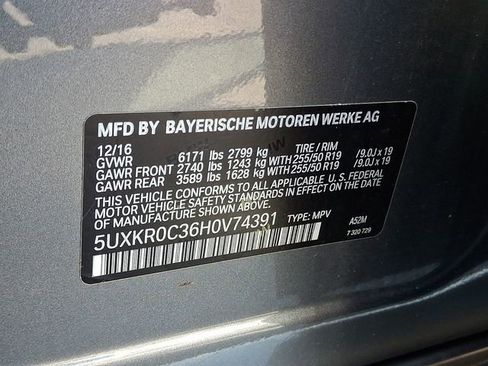 MFD BY BAYERISCHE MOTOREN WERKE AG
12/16 TIRE / RIM
GVWR 6171 lbs 2799 kg
GAWR FRONT 2740 lbs 1243 kg WITH 255/50 R19 /9.0J x 19
GAWR REAR 3589 lbs 1628 kg WITH 255/50 R19 /9.0J x 19
THIS VEHICLE CONFORMS TO ALL APPLICABLE U. S. FEDERAL
MOTOR VEHICLE SAFETY STANDARDS IN EFFECT ON THE
DATE OF MANUFACTURE SHOWN ABOVE.
5UXKR0C36H0V74391 TYPE: MPV A52M
T 320 729